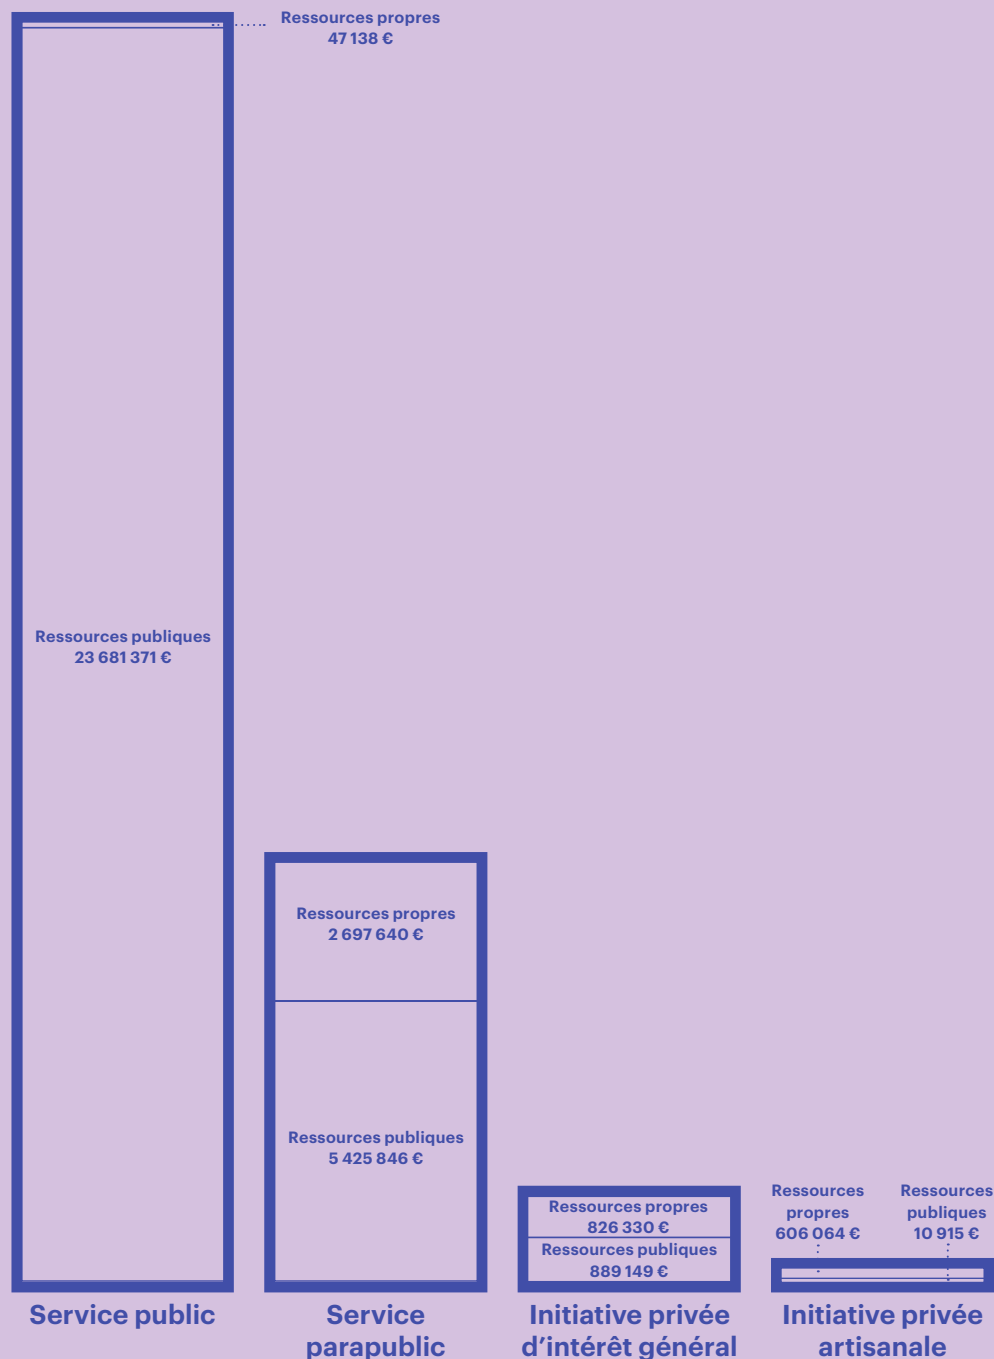 Ressources propres
47 138 €
Ressources publiques
23 681 371 €
Ressources propres
2 697 640 €
Ressources publiques
5 425 846 €
Ressources propres
826 330 €
Ressources publiques
889 149 €
Ressources
propres
606 064 €
Ressources
publiques
10 915 €
Service public
Service
parapublic
Initiative privée
d’intérêt général
Initiative privée
artisanale